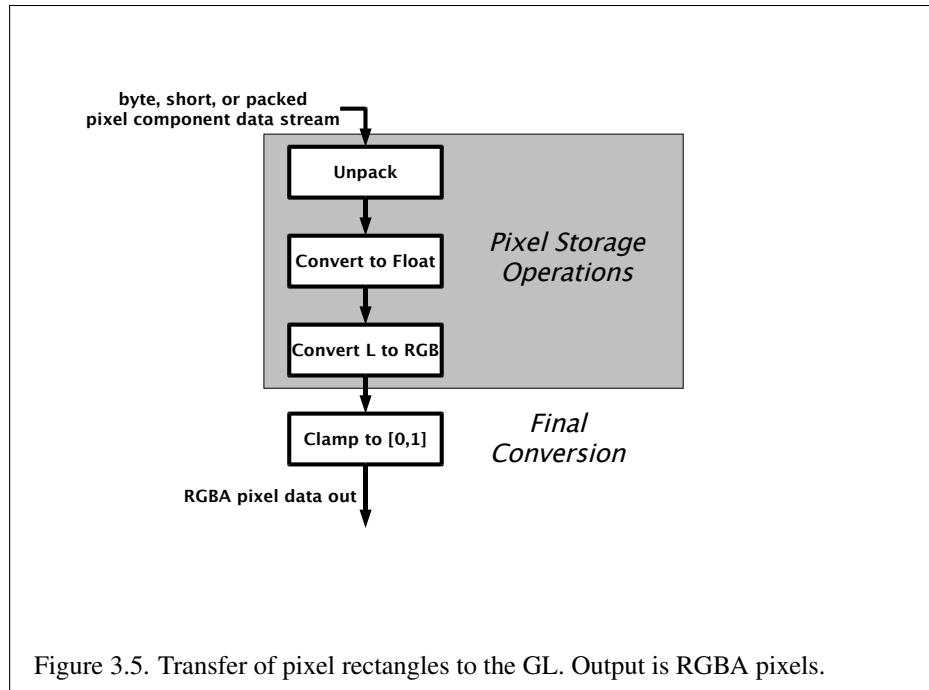 byte, short, or packed
pixel component data stream
Unpack
Convert to Float
Pixel Storage
Operations
Convert L to RGB
Clamp to [0,1]
Final
Conversion
RGBA pixel data out
Figure 3.5. Transfer of pixel rectangles to the GL. Output is RGBA pixels.